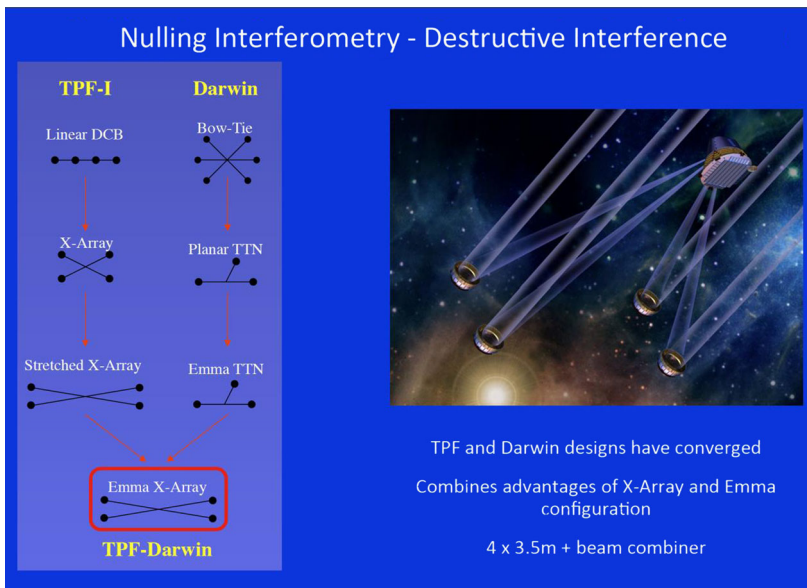 Nulling Interferometry - Destructive Interference
TPF-I
Darwin
Linear DCB
Bow-Tie
X-Array
Planar TTN
Stretched X-Array
Emma TTN
Emma X-Array
TPF-Darwin
TPF and Darwin designs have converged
Combines advantages of X-Array and Emma
configuration
4 x 3.5m + beam combiner